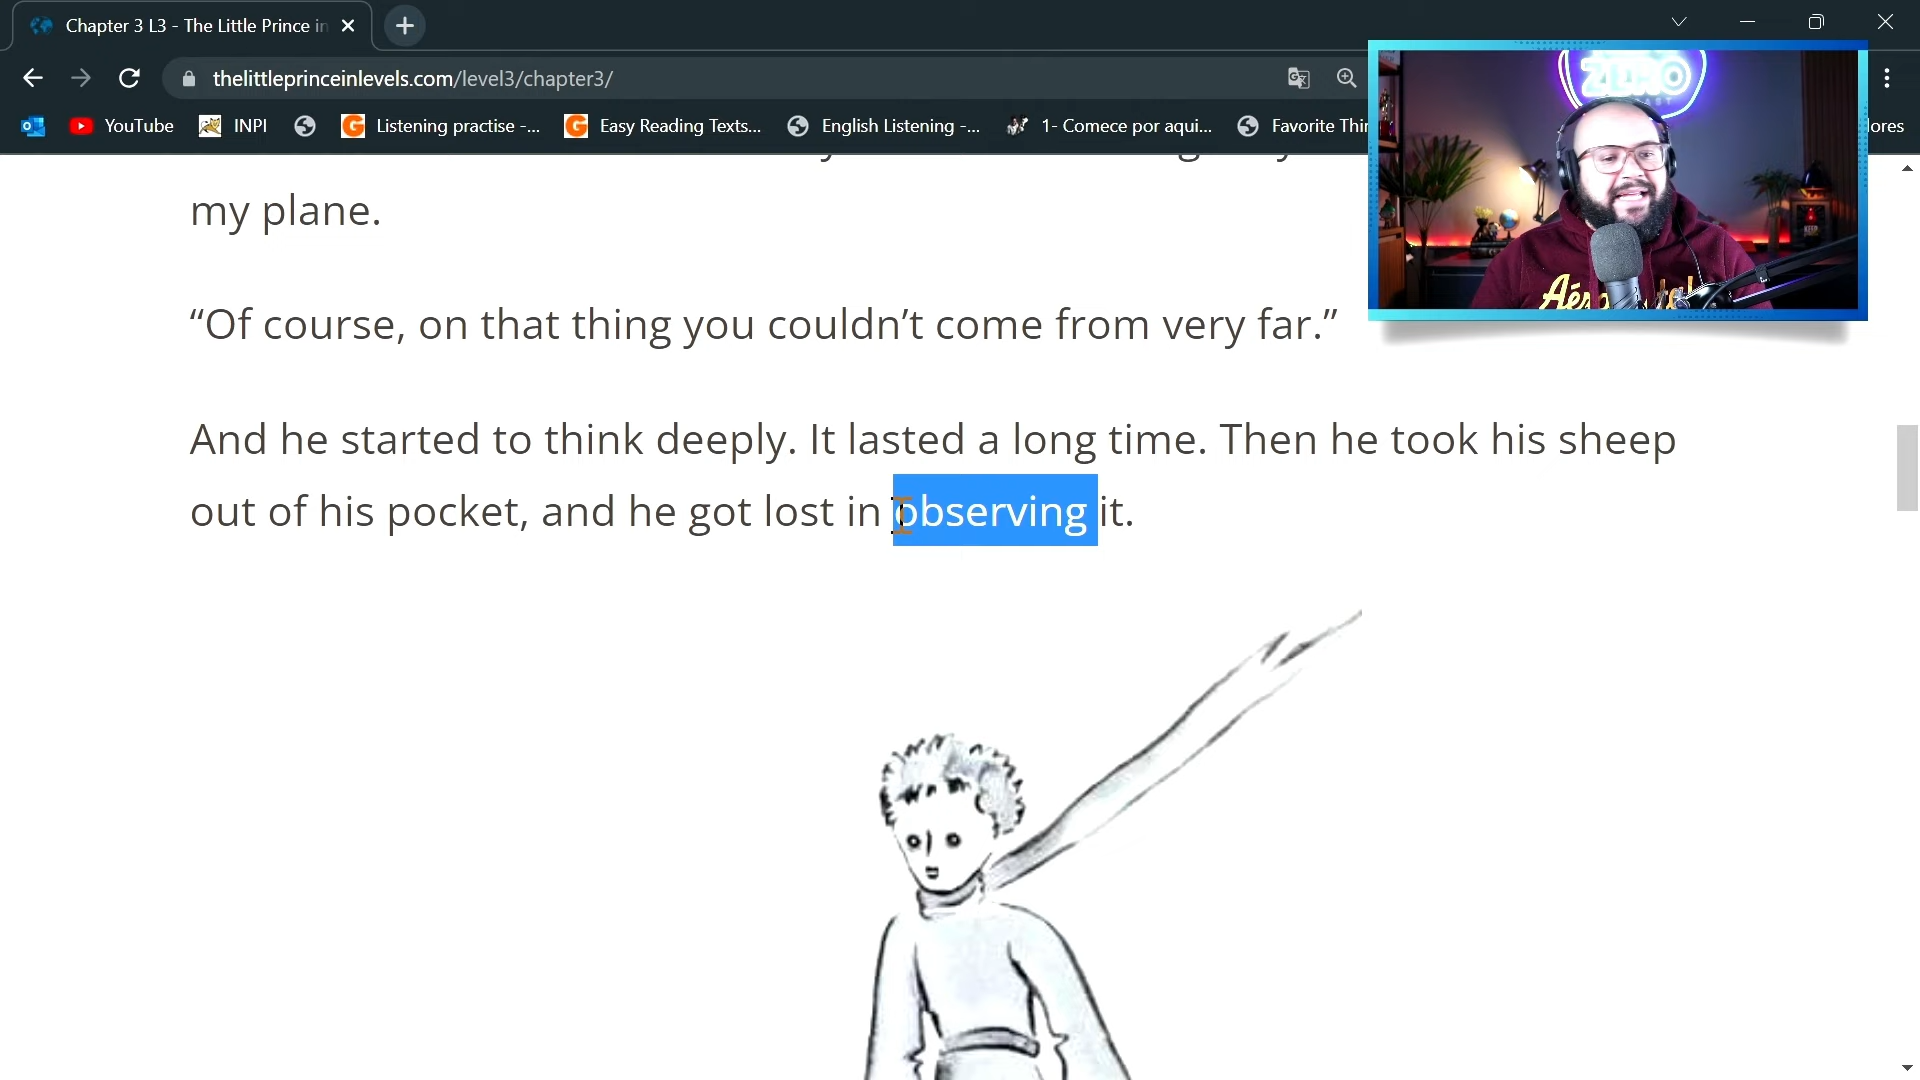 Chapter 3 L3 - The Little Prince in
thelittleprinceinlevels.com/level3/chapter3/
YouTube
INPI
Listening practise -...
Easy Reading Texts...
English Listening -...
1- Comece por aqui...
Favorite Thin
ZERO
my plane.
“Of course, on that thing you couldn’t come from very far.”
And he started to think deeply. It lasted a long time. Then he took his sheep
out of his pocket, and he got lost in observing it.